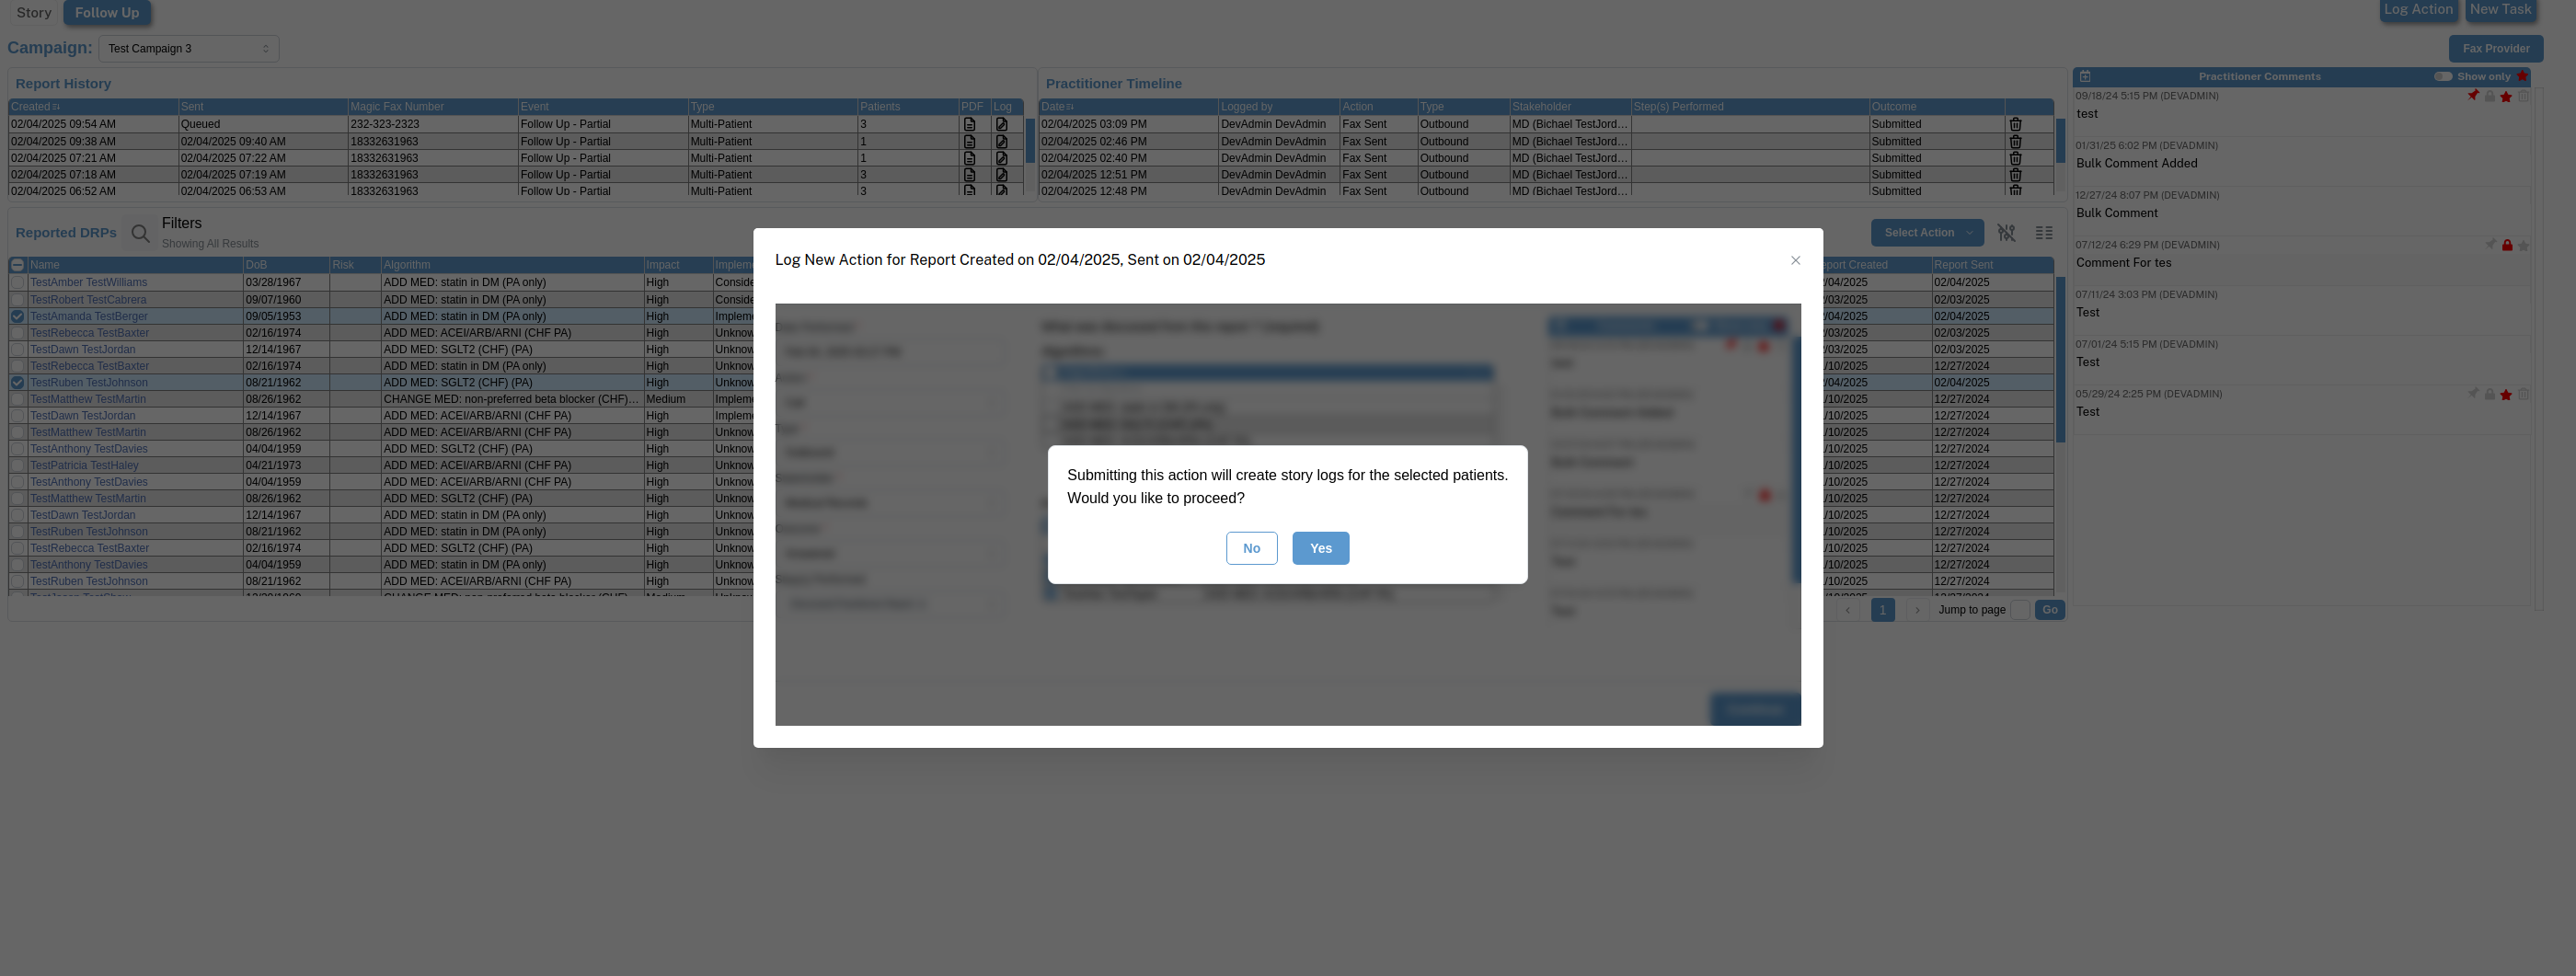 Story Follow Up Log Action New Task
Campaign: Test Campaign 3 Fax Provider
Report History
Created Sent Magic Fax Number Event Type Patients PDF Log
02/04/2025 09:54 AM Queued 232-323-2323 Follow Up - Partial Multi-Patient 3
02/04/2025 09:38 AM 02/04/2025 09:40 AM 18332631963 Follow Up - Partial Multi-Patient 1
02/04/2025 07:21 AM 02/04/2025 07:22 AM 18332631963 Follow Up - Partial Multi-Patient 1
02/04/2025 07:18 AM 02/04/2025 07:19 AM 18332631963 Follow Up - Partial Multi-Patient 3
02/04/2025 06:52 AM 02/04/2025 06:53 AM 18332631963 Follow Up - Partial Multi-Patient 3
Practitioner Timeline
Date Logged by Action Type Stakeholder Step(s) Performed Outcome
02/04/2025 03:09 PM DevAdmin DevAdmin Fax Sent Outbound MD (Bichael TestJord... Submitted
02/04/2025 02:46 PM DevAdmin DevAdmin Fax Sent Outbound MD (Bichael TestJord... Submitted
02/04/2025 02:40 PM DevAdmin DevAdmin Fax Sent Outbound MD (Bichael TestJord... Submitted
02/04/2025 12:51 PM DevAdmin DevAdmin Fax Sent Outbound MD (Bichael TestJord... Submitted
02/04/2025 12:48 PM DevAdmin DevAdmin Fax Sent Outbound MD (Bichael TestJord... Submitted
Practitioner Comments Show only
09/18/24 5:15 PM (DEVADMIN)
test
01/31/25 6:02 PM (DEVADMIN)
Bulk Comment Added
12/27/24 8:07 PM (DEVADMIN)
Bulk Comment
07/12/24 6:29 PM (DEVADMIN)
Comment For tes
07/11/24 3:03 PM (DEVADMIN)
Test
07/01/24 5:15 PM (DEVADMIN)
Test
05/29/24 2:25 PM (DEVADMIN)
Test
Reported DRPs Filters
Showing All Results
Select Action
Name DoB Risk Algorithm Impact Impleme eport Created Report Sent
TestAmber TestWilliams 03/28/1967 ADD MED: statin in DM (PA only) High Conside /04/2025 02/04/2025
TestRobert TestCabrera 09/07/1960 ADD MED: statin in DM (PA only) High Conside /03/2025 02/03/2025
TestAmanda TestBerger 09/05/1953 ADD MED: statin in DM (PA only) High Impleme /04/2025 02/04/2025
TestRebecca TestBaxter 02/16/1974 ADD MED: ACEI/ARB/ARNI (CHF PA) High Unknow /03/2025 02/03/2025
TestDawn TestJordan 12/14/1967 ADD MED: SGLT2 (CHF) (PA) High Unknow /03/2025 02/03/2025
TestRebecca TestBaxter 02/16/1974 ADD MED: statin in DM (PA only) High Unknow /10/2025 12/27/2024
TestRuben TestJohnson 08/21/1962 ADD MED: SGLT2 (CHF) (PA) High Unknow /04/2025 02/04/2025
TestMatthew TestMartin 08/26/1962 CHANGE MED: non-preferred beta blocker (CHF)... Medium Impleme /10/2025 12/27/2024
TestDawn TestJordan 12/14/1967 ADD MED: ACEI/ARB/ARNI (CHF PA) High Impleme /10/2025 12/27/2024
TestMatthew TestMartin 08/26/1962 ADD MED: ACEI/ARB/ARNI (CHF PA) High Unknow /10/2025 12/27/2024
TestAnthony TestDavies 04/04/1959 ADD MED: SGLT2 (CHF) (PA) High Unknow /10/2025 12/27/2024
TestPatricia TestHaley 04/21/1973 ADD MED: ACEI/ARB/ARNI (CHF PA) High Unknow /10/2025 12/27/2024
TestAnthony TestDavies 04/04/1959 ADD MED: ACEI/ARB/ARNI (CHF PA) High Unknow /10/2025 12/27/2024
TestMatthew TestMartin 08/26/1962 ADD MED: SGLT2 (CHF) (PA) High Unknow /10/2025 12/27/2024
TestDawn TestJordan 12/14/1967 ADD MED: statin in DM (PA only) High Unknow /10/2025 12/27/2024
TestRuben TestJohnson 08/21/1962 ADD MED: statin in DM (PA only) High Unknow /10/2025 12/27/2024
TestRebecca TestBaxter 02/16/1974 ADD MED: SGLT2 (CHF) (PA) High Unknow /10/2025 12/27/2024
TestAnthony TestDavies 04/04/1959 ADD MED: statin in DM (PA only) High Unknow /10/2025 12/27/2024
TestRuben TestJohnson 08/21/1962 ADD MED: ACEI/ARB/ARNI (CHF PA) High Unknow /10/2025 12/27/2024
1 Jump to page Go
Log New Action for Report Created on 02/04/2025, Sent on 02/04/2025
Submitting this action will create story logs for the selected patients.
Would you like to proceed?
No Yes